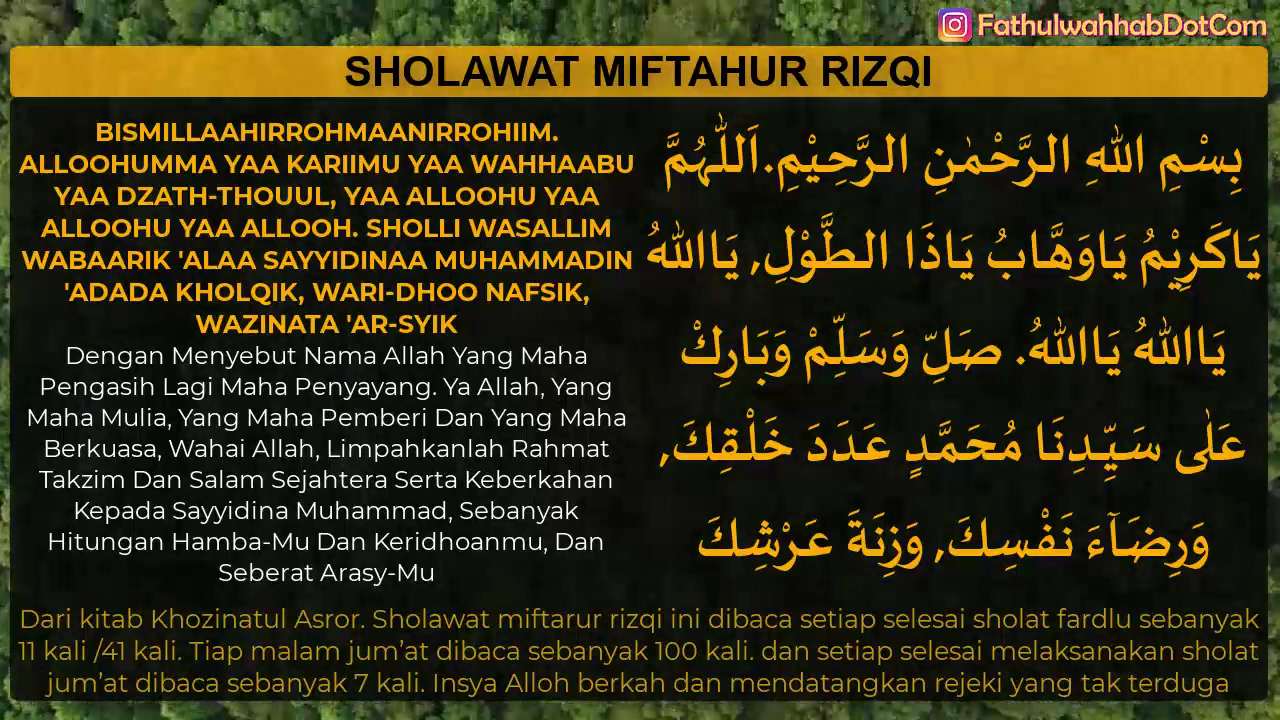 FathulwahhabDotCom
SHOLAWAT MIFTAHUR RIZQI
BISMILLAAHIRROHMAANIRROHIIM.
ALLOOHUMMA YAA KARIIMU YAA WAHHAABU
YAA DZATH-THOUUL, YAA ALLOOHU YAA
ALLOOHU YAA ALLOOH. SHOLLI WASALLIM
WABAARIK 'ALAA SAYYIDINAA MUHAMMADIN
'ADADA KHOLQIK, WARI-DHOO NAFSIK,
WAZINATA 'AR-SYIK
Dengan Menyebut Nama Allah Yang Maha
Pengasih Lagi Maha Penyayang. Ya Allah, Yang
Maha Mulia, Yang Maha Pemberi Dan Yang Maha
Berkuasa, Wahai Allah, Limpahkanlah Rahmat
Takzim Dan Salam Sejahtera Serta Keberkahan
Kepada Sayyidina Muhammad, Sebanyak
Hitungan Hamba-Mu Dan Keridhoanmu, Dan
Seberat Arasy-Mu
بِسْمِ اللّٰهِ الرَّحْمٰنِ الرَّحِيْمِ.اَللّٰهُمَّ
يَاكَرِيْمُ يَاوَهَّابُ يَاذَا الطَّوْلِ, يَااللّٰهُ
يَااللّٰهُ يَااللّٰهُ. صَلِّ وَسَلِّمْ وَبَارِكْ
عَلٰى سَيِّدِنَا مُحَمَّدٍ عَدَدَ خَلْقِكَ,
وَرِضَآءَ نَفْسِكَ, وَزِنَةَ عَرْشِكَ
Dari kitab Khozinatul Asror. Sholawat miftarur rizqi ini dibaca setiap selesai sholat fardlu sebanyak
11 kali /41 kali. Tiap malam jum’at dibaca sebanyak 100 kali. dan setiap selesai melaksanakan sholat
jum’at dibaca sebanyak 7 kali. Insya Alloh berkah dan mendatangkan rejeki yang tak terduga